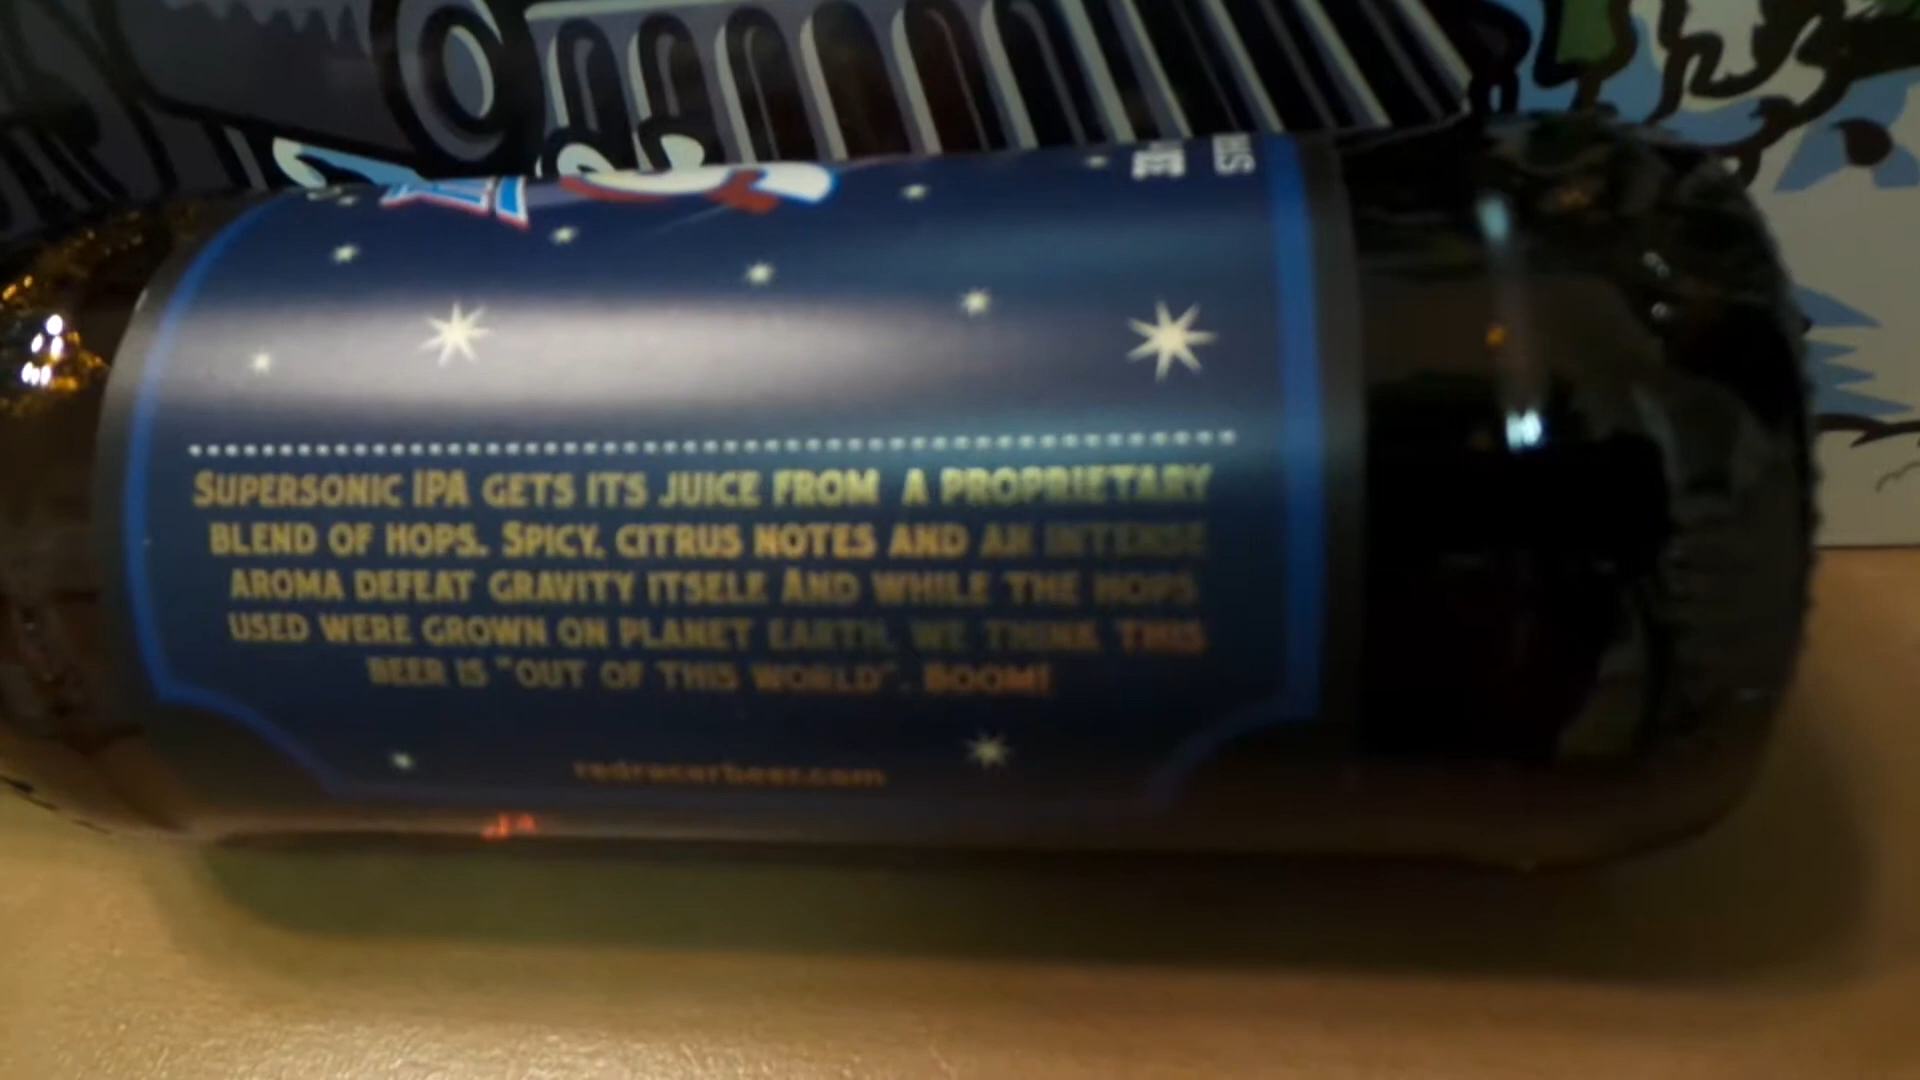 SUPERSONIC IPA GETS ITS JUICE FROM A PROPRIETARY
BLEND OF HOPS. SPICY, CITRUS NOTES AND AN INTENSE
AROMA DEFEAT GRAVITY ITSELF. AND WHILE THE HOPS
USED WERE GROWN ON PLANET EARTH, WE THINK THIS
BEER IS "OUT OF THIS WORLD". BOOM!
redracerbeer.com